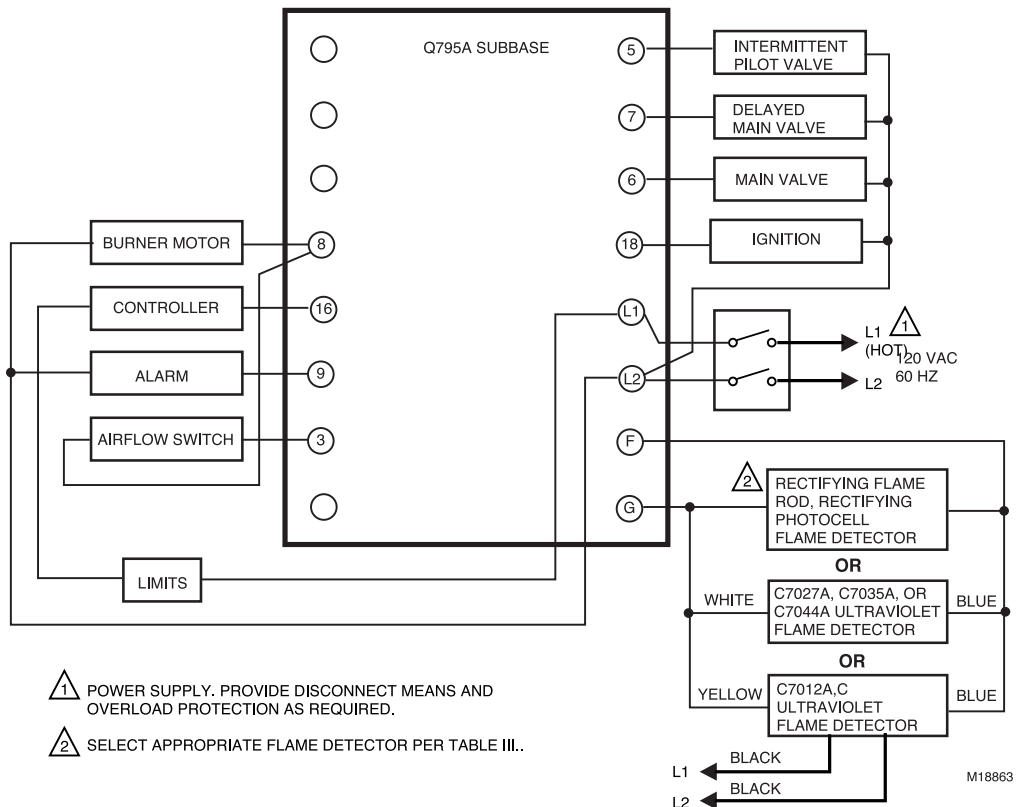 Q795A SUBBASE
5
INTERMITTENT
PILOT VALVE
7
DELAYED
MAIN VALVE
6
MAIN VALVE
BURNER MOTOR
8
18
IGNITION
CONTROLLER
16
L1
1
L1
(HOT)
120 VAC
60 HZ
ALARM
9
L2
L2
AIRFLOW SWITCH
3
F
G
2
RECTIFYING FLAME
ROD, RECTIFYING
PHOTOCELL
FLAME DETECTOR
OR
LIMITS
WHITE
C7027A, C7035A, OR
C7044A ULTRAVIOLET
FLAME DETECTOR
BLUE
OR
YELLOW
C7012A,C
ULTRAVIOLET
FLAME DETECTOR
BLUE
L1
BLACK
L2
BLACK
1 POWER SUPPLY. PROVIDE DISCONNECT MEANS AND
OVERLOAD PROTECTION AS REQUIRED.
2 SELECT APPROPRIATE FLAME DETECTOR PER TABLE III..
M18863